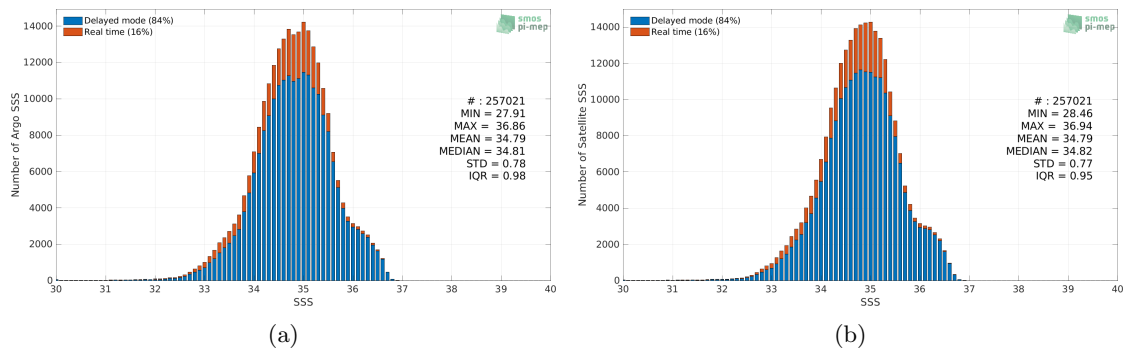 Delayed mode (84%)
Real time (16%)
smos
pi-mep
# : 257021
MIN = 27.91
MAX = 36.86
MEAN = 34.79
MEDIAN = 34.81
STD = 0.78
IQR = 0.98
Number of Argo SSS
14000
12000
10000
8000
6000
4000
2000
0
30 31 32 33 34 35 36 37 38 39 40
SSS
(a)
Delayed mode (84%)
Real time (16%)
smos
pi-mep
# : 257021
MIN = 28.46
MAX = 36.94
MEAN = 34.79
MEDIAN = 34.82
STD = 0.77
IQR = 0.95
Number of Satellite SSS
14000
12000
10000
8000
6000
4000
2000
0
30 31 32 33 34 35 36 37 38 39 40
SSS
(b)